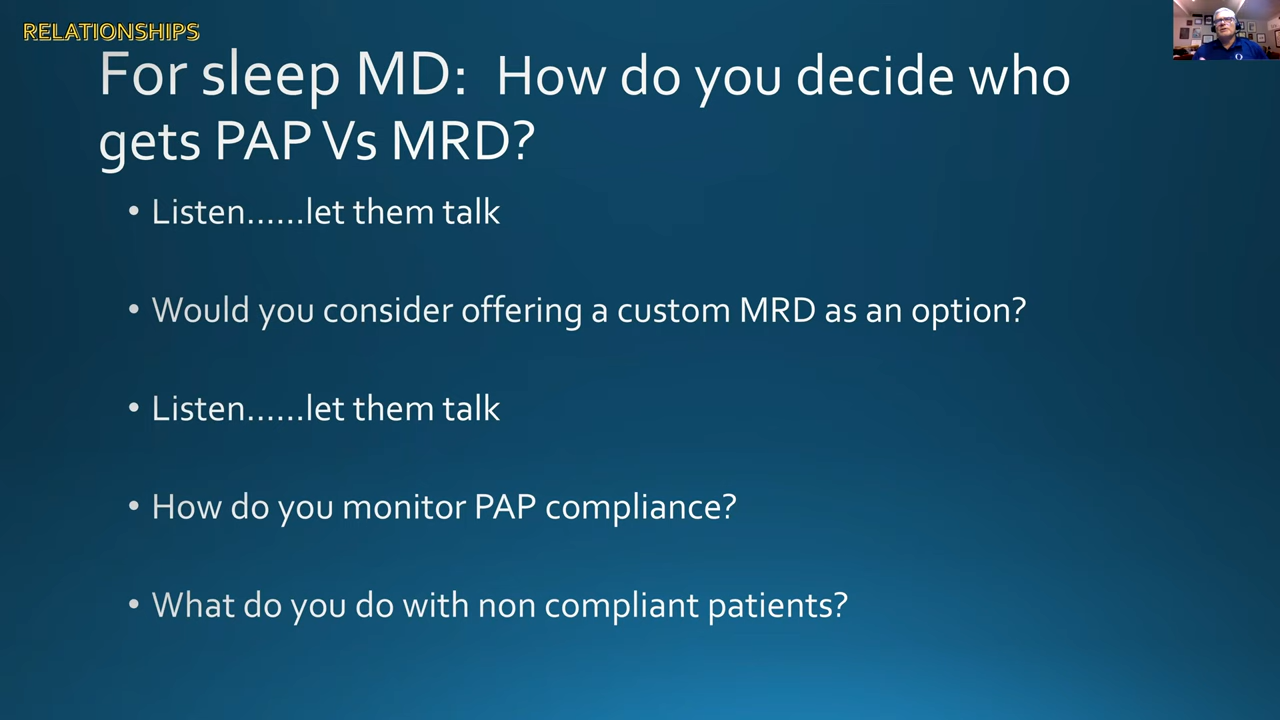 RELATIONSHIPS
For sleep MD: How do you decide who
gets PAP Vs MRD?
• Listen......let them talk
• Would you consider offering a custom MRD as an option?
• Listen......let them talk
• How do you monitor PAP compliance?
• What do you do with non compliant patients?